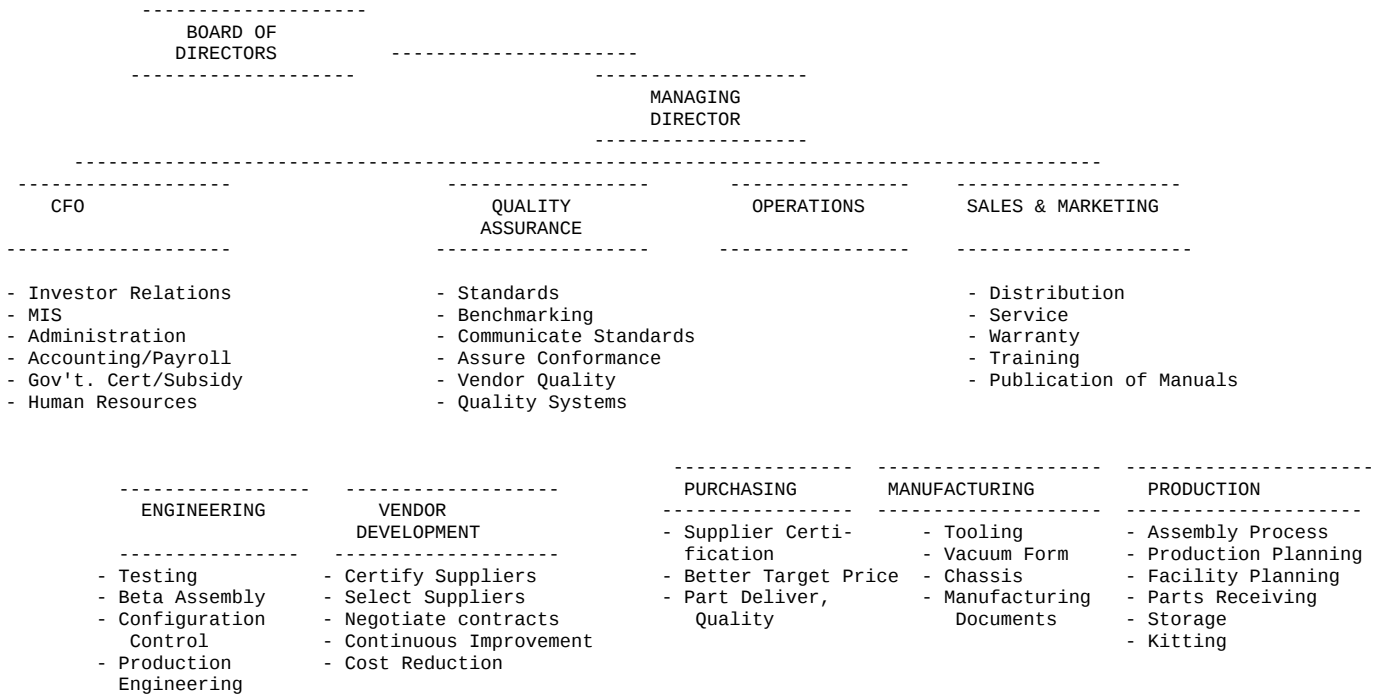 BOARD OF
DIRECTORS
MANAGING
DIRECTOR
CFO
QUALITY
ASSURANCE
OPERATIONS
SALES & MARKETING
- Investor Relations
- MIS
- Administration
- Accounting/Payroll
- Gov't. Cert/Subsidy
- Human Resources
- Standards
- Benchmarking
- Communicate Standards
- Assure Conformance
- Vendor Quality
- Quality Systems
- Distribution
- Service
- Warranty
- Training
- Publication of Manuals
ENGINEERING
- Testing
- Beta Assembly
- Configuration
Control
- Production
Engineering
VENDOR
DEVELOPMENT
- Certify Suppliers
- Select Suppliers
- Negotiate contracts
- Continuous Improvement
- Cost Reduction
PURCHASING
- Supplier Certi-
fication
- Better Target Price
- Part Deliver,
Quality
MANUFACTURING
- Tooling
- Vacuum Form
- Chassis
- Manufacturing
Documents
PRODUCTION
- Assembly Process
- Production Planning
- Facility Planning
- Parts Receiving
- Storage
- Kitting